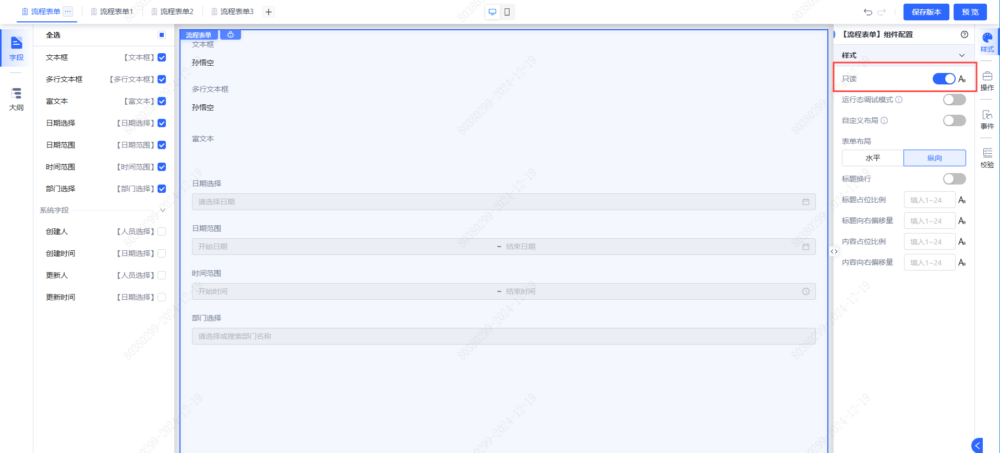 流程表单
流程表单1
流程表单2
流程表单3
保存版本
预 览
字段
大纲
全选
文本框 【文本框】
多行文本框 【多行文本框】
富文本 【富文本】
日期选择 【日期选择】
日期范围 【日期范围】
时间范围 【时间范围】
部门选择 【部门选择】
系统字段
创建人 【人员选择】
创建时间 【日期选择】
更新人 【人员选择】
更新时间 【日期选择】
流程表单
文本框
孙悟空
多行文本框
孙悟空
富文本
日期选择
请选择日期
日期范围
开始日期 ~ 结束日期
时间范围
开始时间 ~ 结束时间
部门选择
请选择或搜索部门名称
【流程表单】组件配置
样式
只读
运行态调试模式
自定义布局
表单布局
水平 纵向
标题换行
标题占位比例 填入1~24
标题向右偏移量 填入1~24
内容占位比例 填入1~24
内容向右偏移量 填入1~24
样式
操作
事件
校验
80380299-2024-12-19